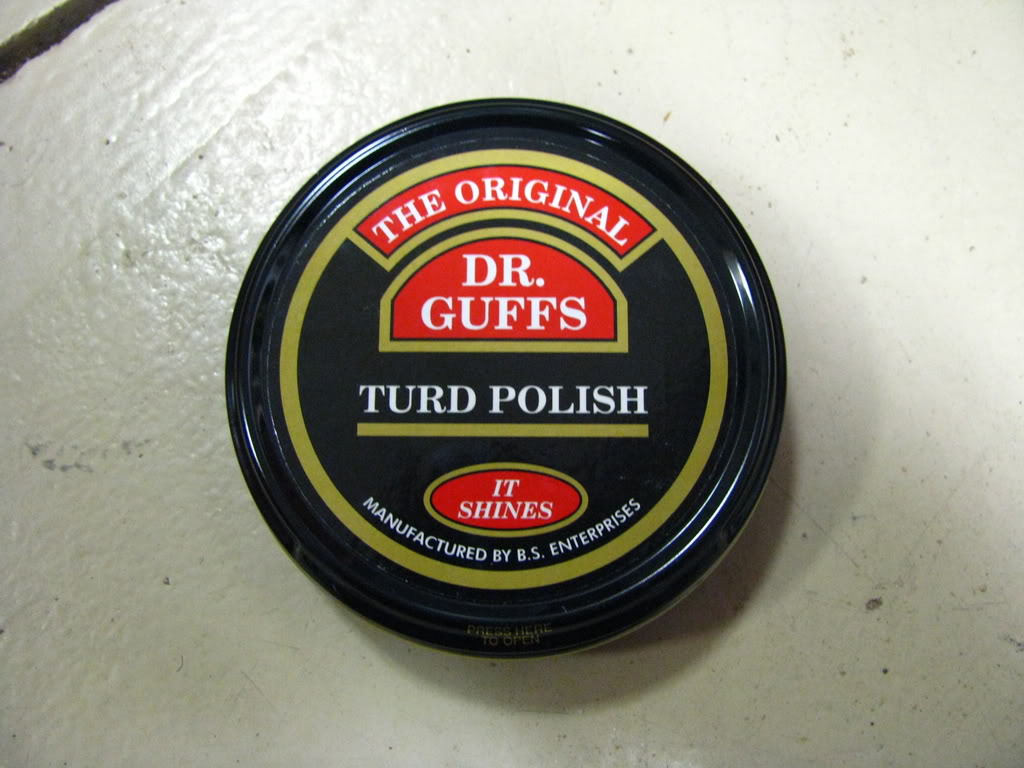 THE ORIGINAL
DR.
GUFFS
TURD POLISH
IT
SHINES
MANUFACTURED BY B.S. ENTERPRISES
PRESS HERE
TO OPEN